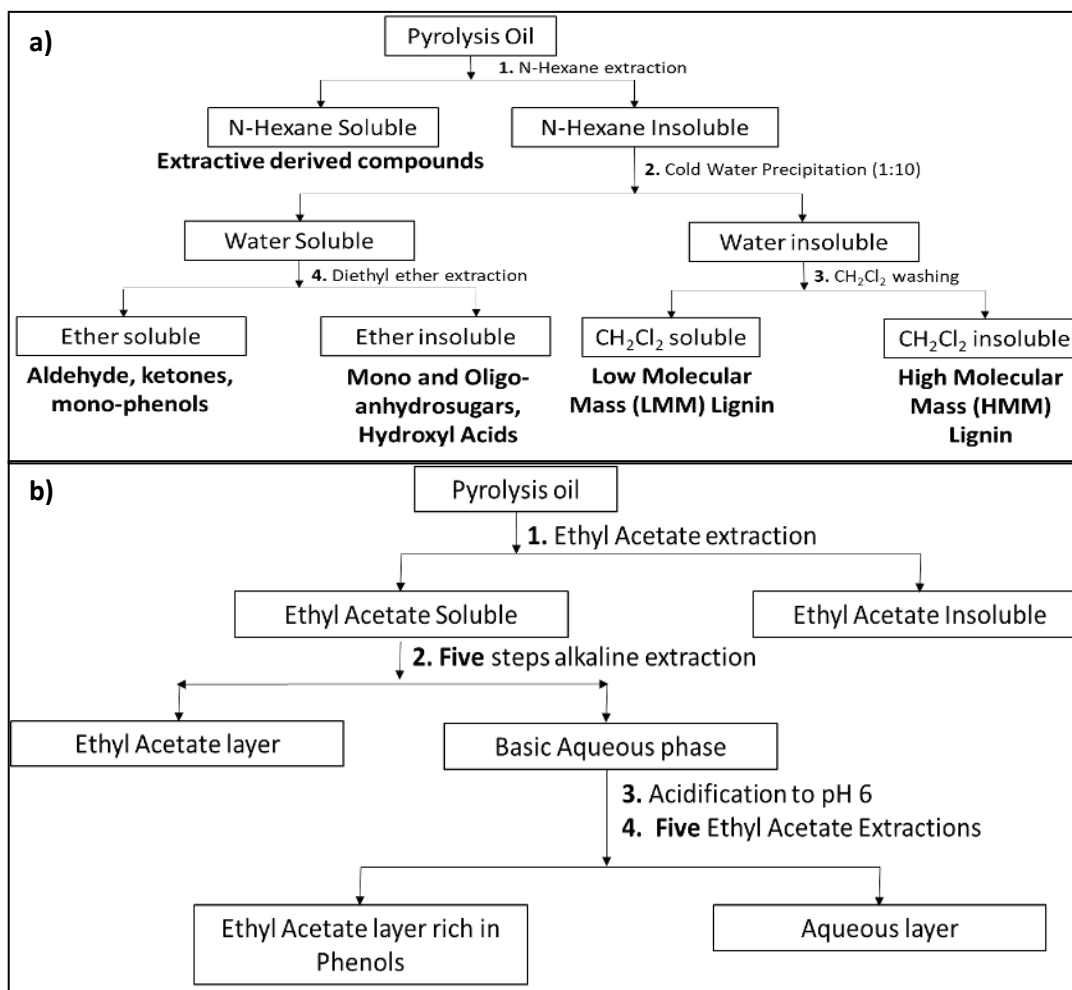 a)
Pyrolysis Oil
1. N-Hexane extraction
N-Hexane Soluble
N-Hexane Insoluble
Extractive derived compounds
2. Cold Water Precipitation (1:10)
Water Soluble
Water insoluble
4. Diethyl ether extraction
3. CH₂Cl₂ washing
Ether soluble
Ether insoluble
CH₂Cl₂ soluble
CH₂Cl₂ insoluble
Aldehyde, ketones,
mono-phenols
Mono and Oligo-
anhydrosugars,
Hydroxyl Acids
Low Molecular
Mass (LMM) Lignin
High Molecular
Mass (HMM)
Lignin
b)
Pyrolysis oil
1. Ethyl Acetate extraction
Ethyl Acetate Soluble
Ethyl Acetate Insoluble
2. Five steps alkaline extraction
Ethyl Acetate layer
Basic Aqueous phase
3. Acidification to pH 6
4. Five Ethyl Acetate Extractions
Ethyl Acetate layer rich in
Phenols
Aqueous layer